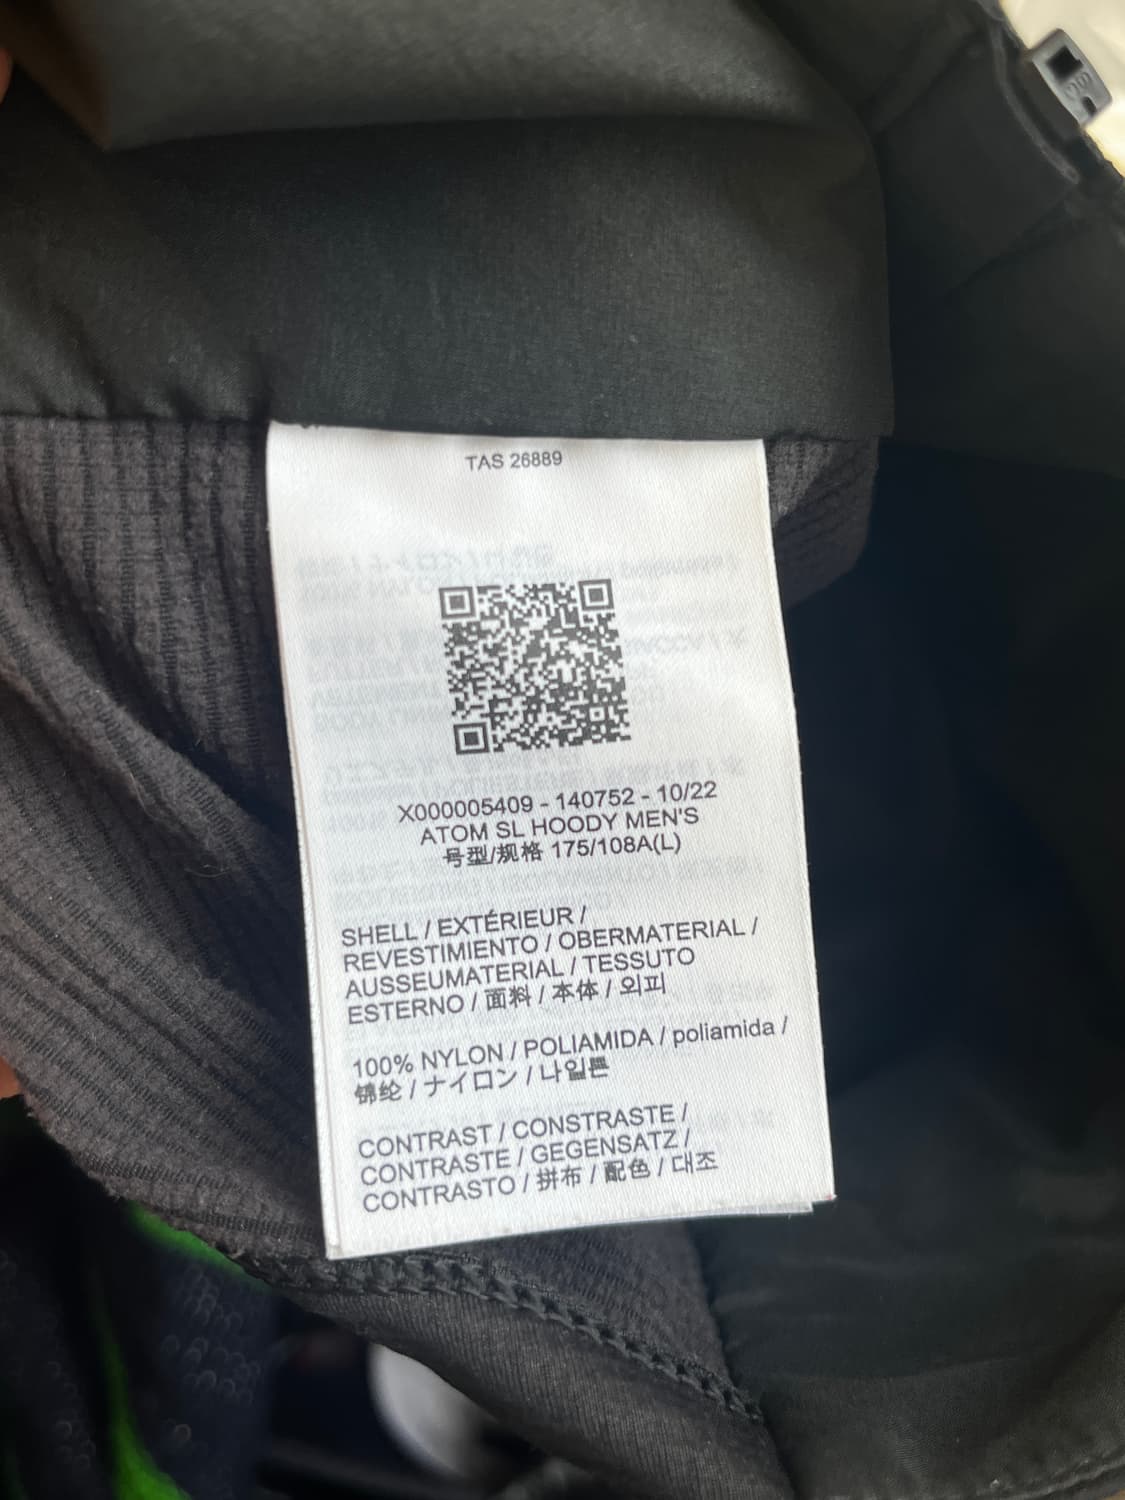 TAS 26889
X000005409 - 140752 - 10/22
ATOM SL HOODY MEN'S
号型/规格 175/108A(L)
SHELL / EXTÉRIEUR /
REVESTIMIENTO / OBERMATERIAL /
AUSSEUMATERIAL / TESSUTO
ESTERNO / 面料 / 本体 / 외피
100% NYLON / POLIAMIDA / poliamida /
锦纶 / ナイロン / 나일론
CONTRAST / CONSTRASTE /
CONTRASTE / GEGENSATZ /
CONTRASTO / 拼布 / 配色 / 대조